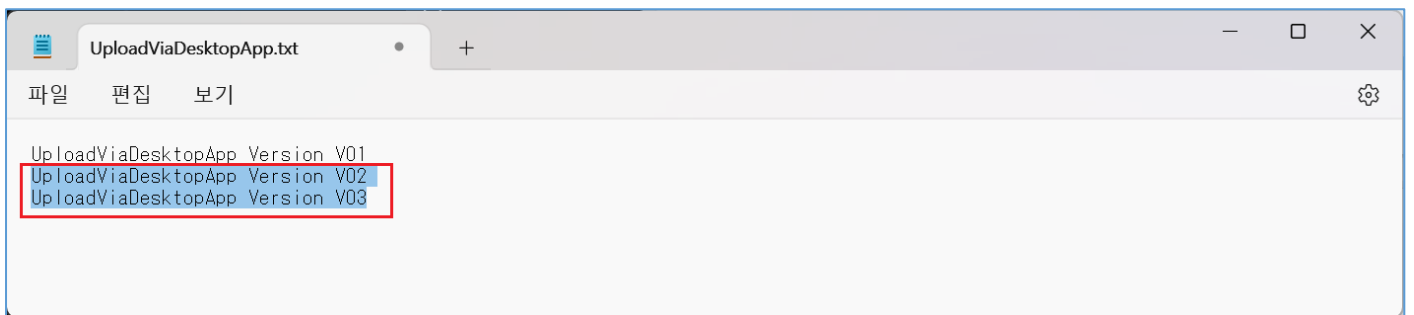 UploadViaDesktopApp.txt
파일 편집 보기
UploadViaDesktopApp Version V01
UploadViaDesktopApp Version V02
UploadViaDesktopApp Version V03